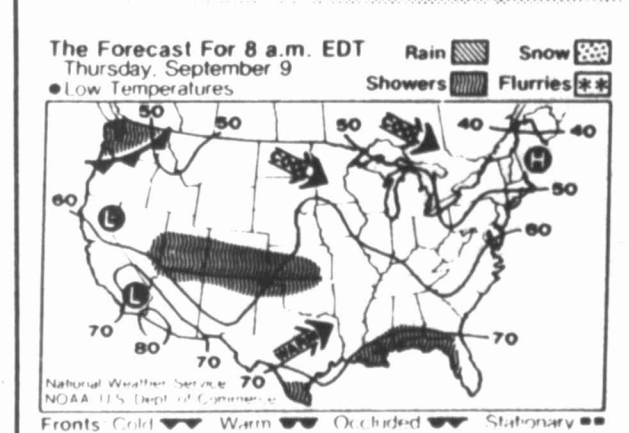 The Forecast For 8 a.m. EDT
Thursday, September 9
Low Temperatures
Rain Snow
Showers Flurries
50 50 50 40 40
H
50
60 L
60
L
70 80 70 70
WARM
70
National Weather Service
NOAA U.S. Dept. of Commerce
Fronts: Cold Warm Occluded Stationary